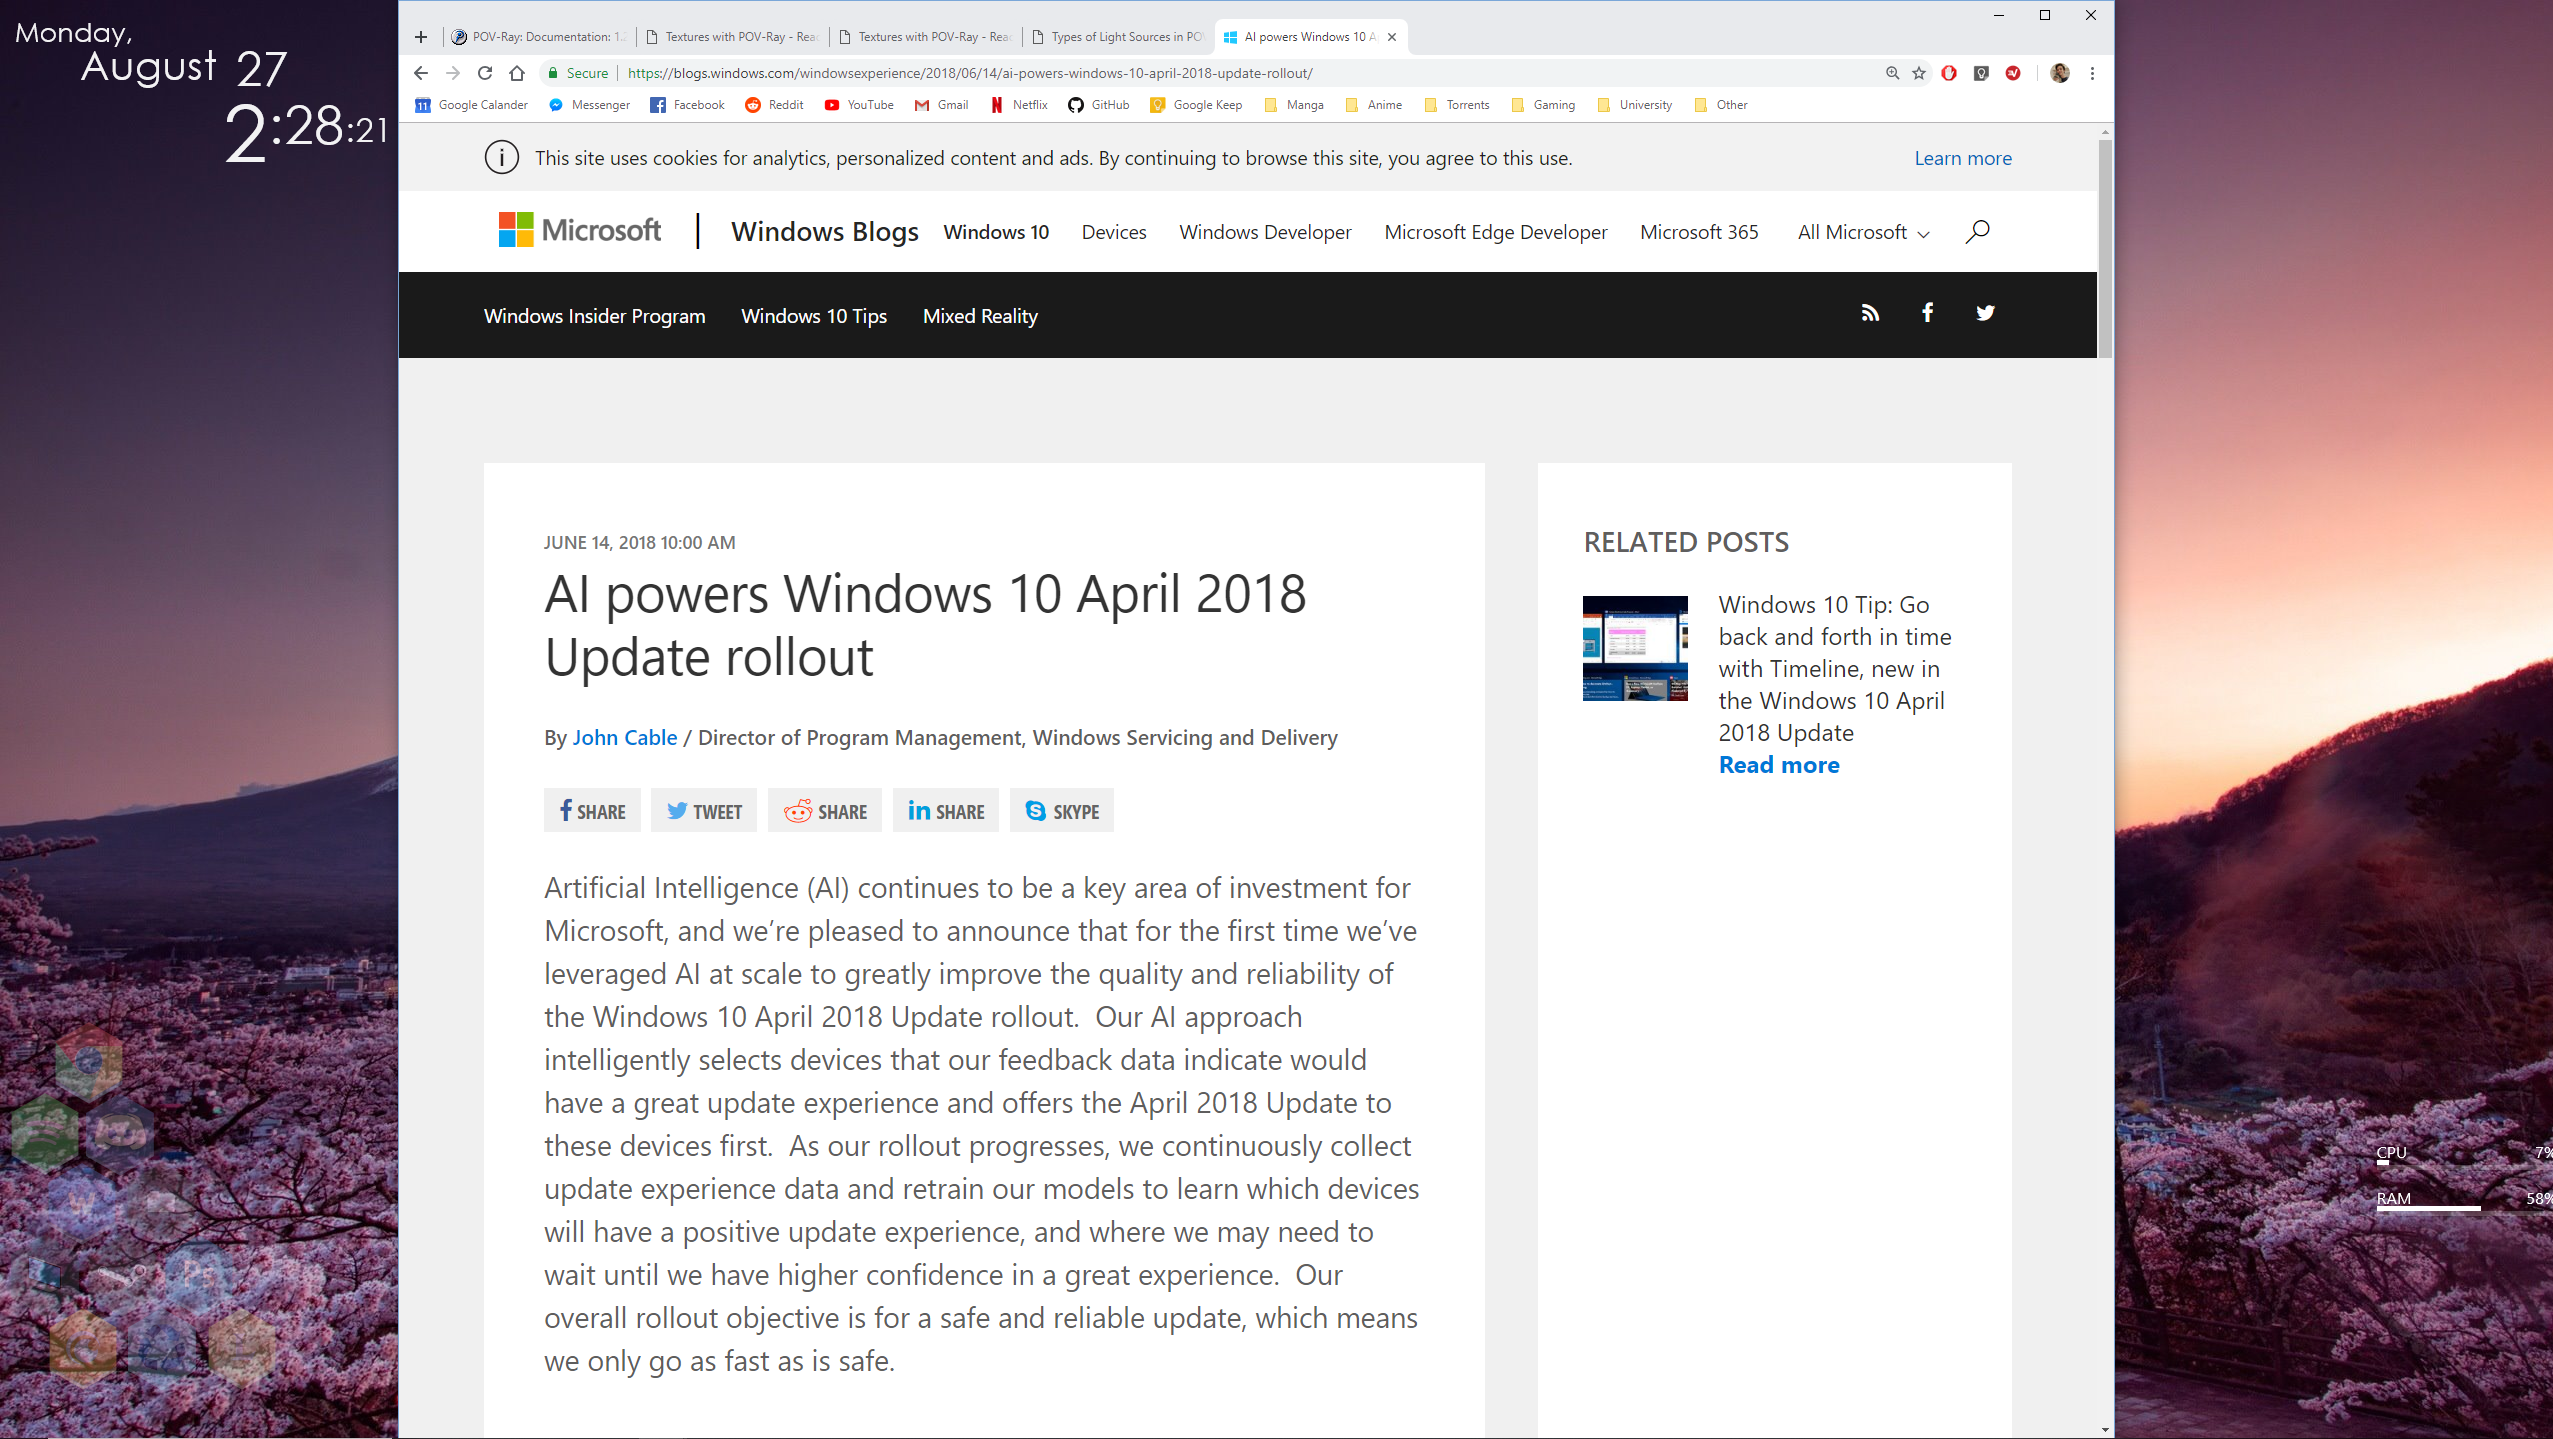 Monday,
August 27
2:28:21
POV-Ray: Documentation: 1.2
Textures with POV-Ray - Reac
Textures with POV-Ray - Reac
Types of Light Sources in PO
AI powers Windows 10 A
Secure
https://blogs.windows.com/windowsexperience/2018/06/14/ai-powers-windows-10-april-2018-update-rollout/
Google Calander Messenger Facebook Reddit YouTube Gmail Netflix GitHub Google Keep Manga Anime Torrents Gaming University Other
This site uses cookies for analytics, personalized content and ads. By continuing to browse this site, you agree to this use. Learn more
Microsoft Windows Blogs Windows 10 Devices Windows Developer Microsoft Edge Developer Microsoft 365 All Microsoft
Windows Insider Program Windows 10 Tips Mixed Reality
JUNE 14, 2018 10:00 AM
AI powers Windows 10 April 2018
Update rollout
By John Cable / Director of Program Management, Windows Servicing and Delivery
SHARE TWEET SHARE SHARE SKYPE
Artificial Intelligence (AI) continues to be a key area of investment for
Microsoft, and we’re pleased to announce that for the first time we’ve
leveraged AI at scale to greatly improve the quality and reliability of
the Windows 10 April 2018 Update rollout.  Our AI approach
intelligently selects devices that our feedback data indicate would
have a great update experience and offers the April 2018 Update to
these devices first.  As our rollout progresses, we continuously collect
update experience data and retrain our models to learn which devices
will have a positive update experience, and where we may need to
wait until we have higher confidence in a great experience.  Our
overall rollout objective is for a safe and reliable update, which means
we only go as fast as is safe.
RELATED POSTS
Windows 10 Tip: Go
back and forth in time
with Timeline, new in
the Windows 10 April
2018 Update
Read more
CPU 7%
RAM 58%